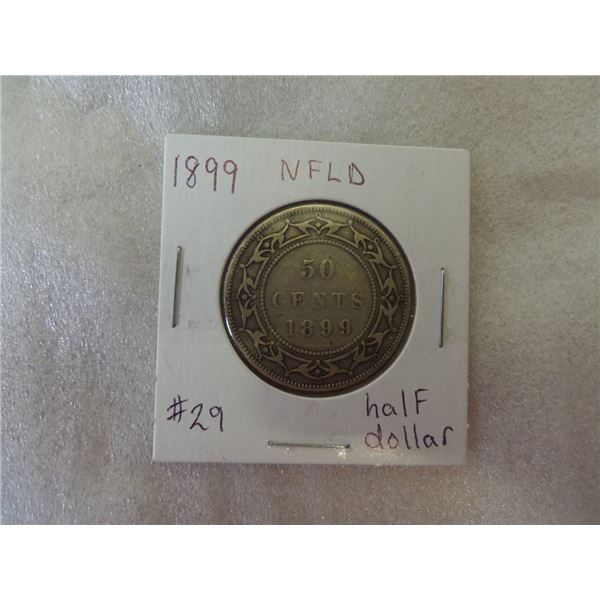 1899 NFLD
50
CENTS
1899
#29
half
dollar